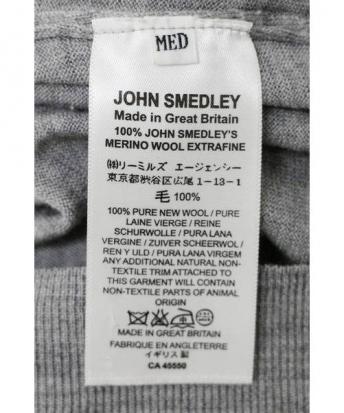 MED
JOHN SMEDLEY
Made in Great Britain
100% JOHN SMEDLEY'S
MERINO WOOL EXTRAFINE
㈱リーミルズ エージェンシー
東京都渋谷区広尾1-13-1
毛 100%
100% PURE NEW WOOL / PURE
LAINE VIERGE / REINE
SCHURWOLLE / PURA LANA
VERGINE / ZUIVER SCHEERWOL /
REN Y ULD / PURA LANA VIRGEM
ANY ADDITIONAL NATURAL NON-
TEXTILE TRIM ATTACHED TO
THIS GARMENT WILL CONTAIN
NON-TEXTILE PARTS OF ANIMAL
ORIGIN
MADE IN GREAT BRITAIN
FABRIQUE EN ANGLETERRE
イギリス製
CA 45550